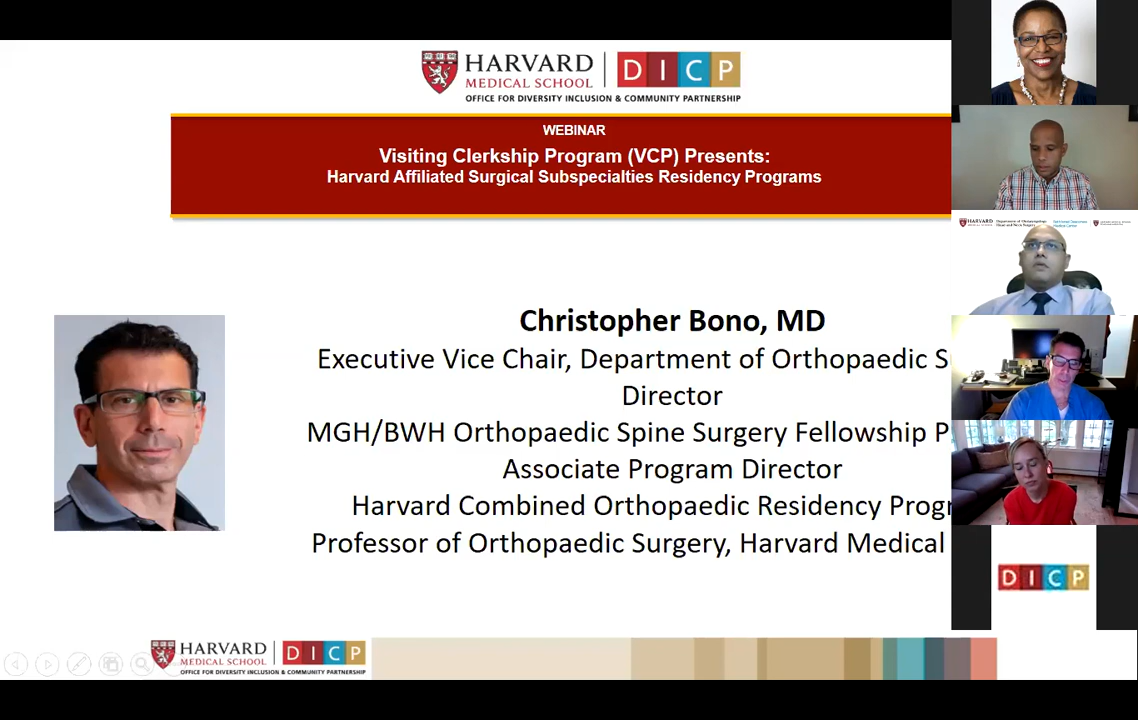 HARVARD
MEDICAL SCHOOL
DICP
OFFICE FOR DIVERSITY INCLUSION & COMMUNITY PARTNERSHIP
WEBINAR
Visiting Clerkship Program (VCP) Presents:
Harvard Affiliated Surgical Subspecialties Residency Programs
Christopher Bono, MD
Executive Vice Chair, Department of Orthopaedic S
Director
MGH/BWH Orthopaedic Spine Surgery Fellowship P
Associate Program Director
Harvard Combined Orthopaedic Residency Progr
Professor of Orthopaedic Surgery, Harvard Medical
HARVARD
MEDICAL SCHOOL
DICP
OFFICE FOR DIVERSITY INCLUSION & COMMUNITY PARTNERSHIP
HARVARD
MEDICAL SCHOOL
DICP